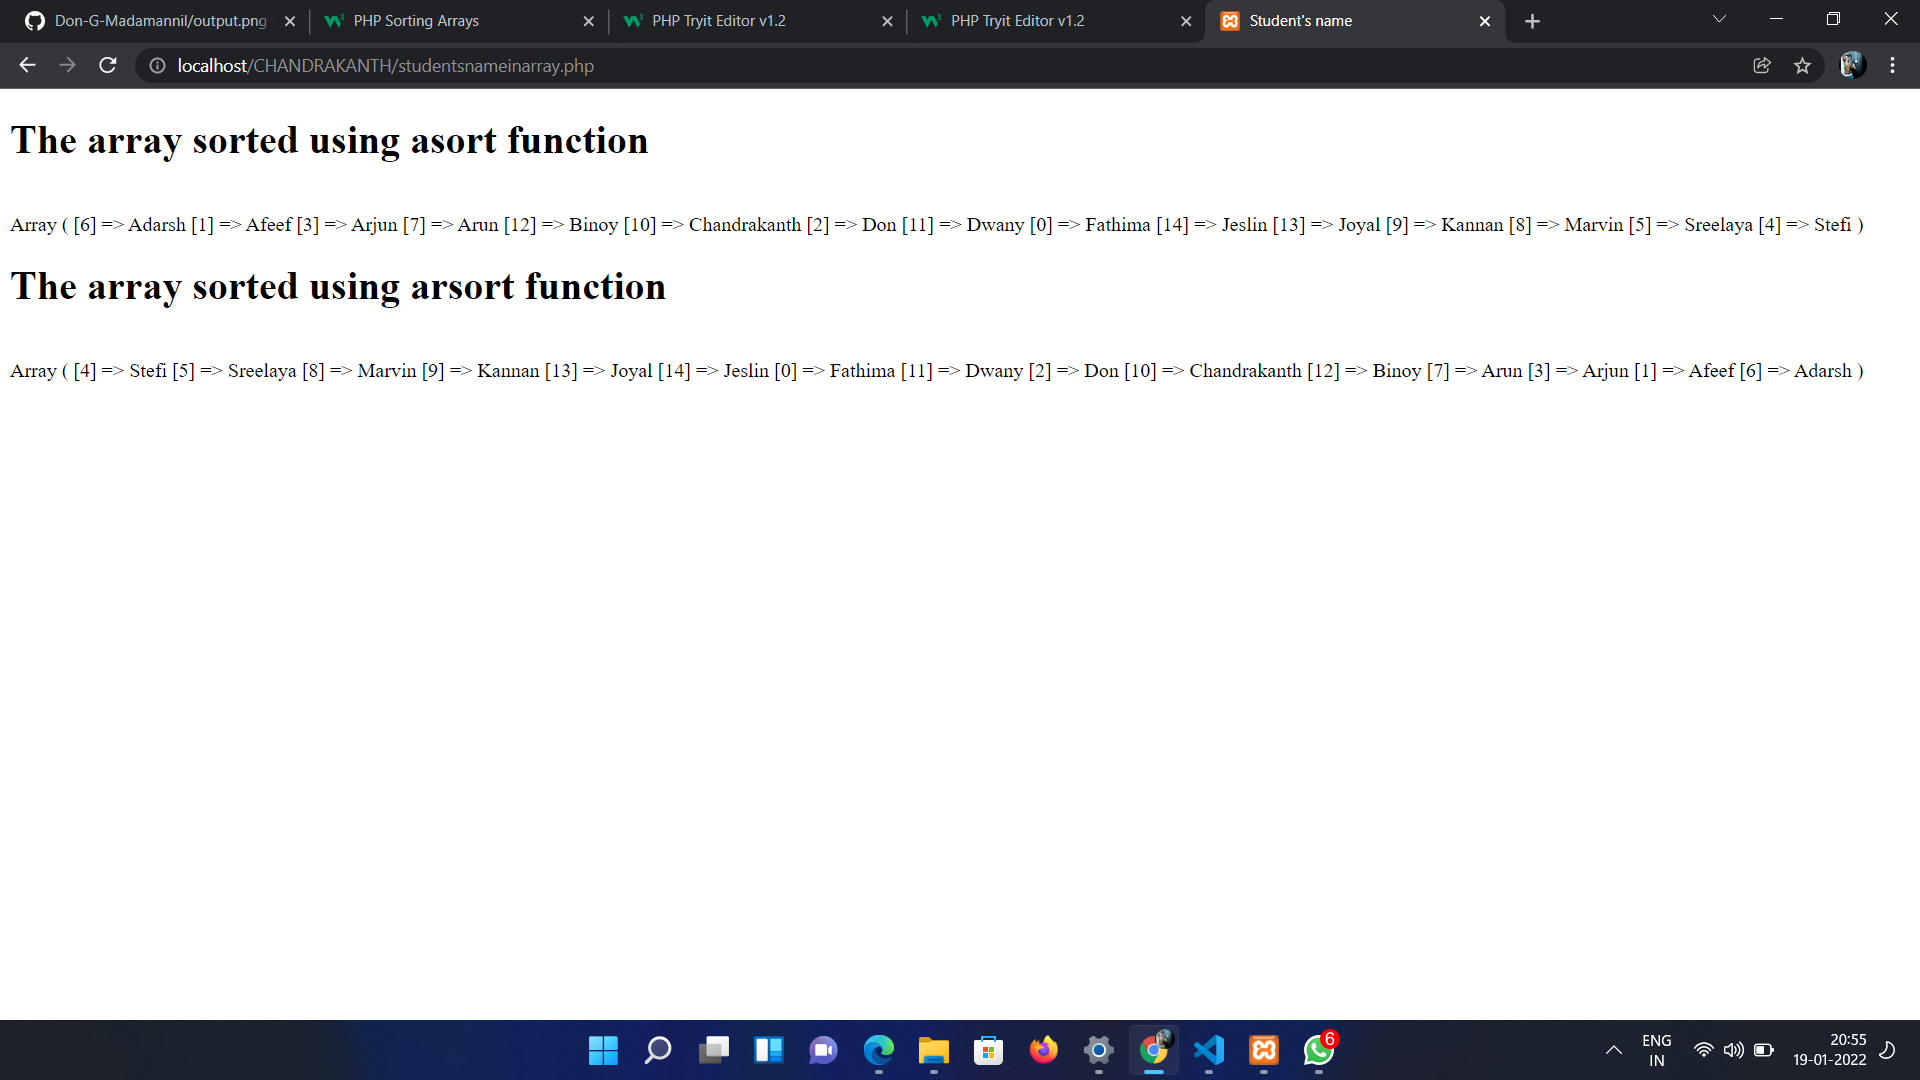 Don-G-Madamannil/output.png
PHP Sorting Arrays
PHP Tryit Editor v1.2
PHP Tryit Editor v1.2
Student's name
localhost/CHANDRAKANTH/studentsnameinarray.php
The array sorted using asort function
Array ( [6] => Adarsh [1] => Afeef [3] => Arjun [7] => Arun [12] => Binoy [10] => Chandrakanth [2] => Don [11] => Dwany [0] => Fathima [14] => Jeslin [13] => Joyal [9] => Kannan [8] => Marvin [5] => Sreelaya [4] => Stefi )
The array sorted using arsort function
Array ( [4] => Stefi [5] => Sreelaya [8] => Marvin [9] => Kannan [13] => Joyal [14] => Jeslin [0] => Fathima [11] => Dwany [2] => Don [10] => Chandrakanth [12] => Binoy [7] => Arun [3] => Arjun [1] => Afeef [6] => Adarsh )
6
ENG
IN
20:55
19-01-2022